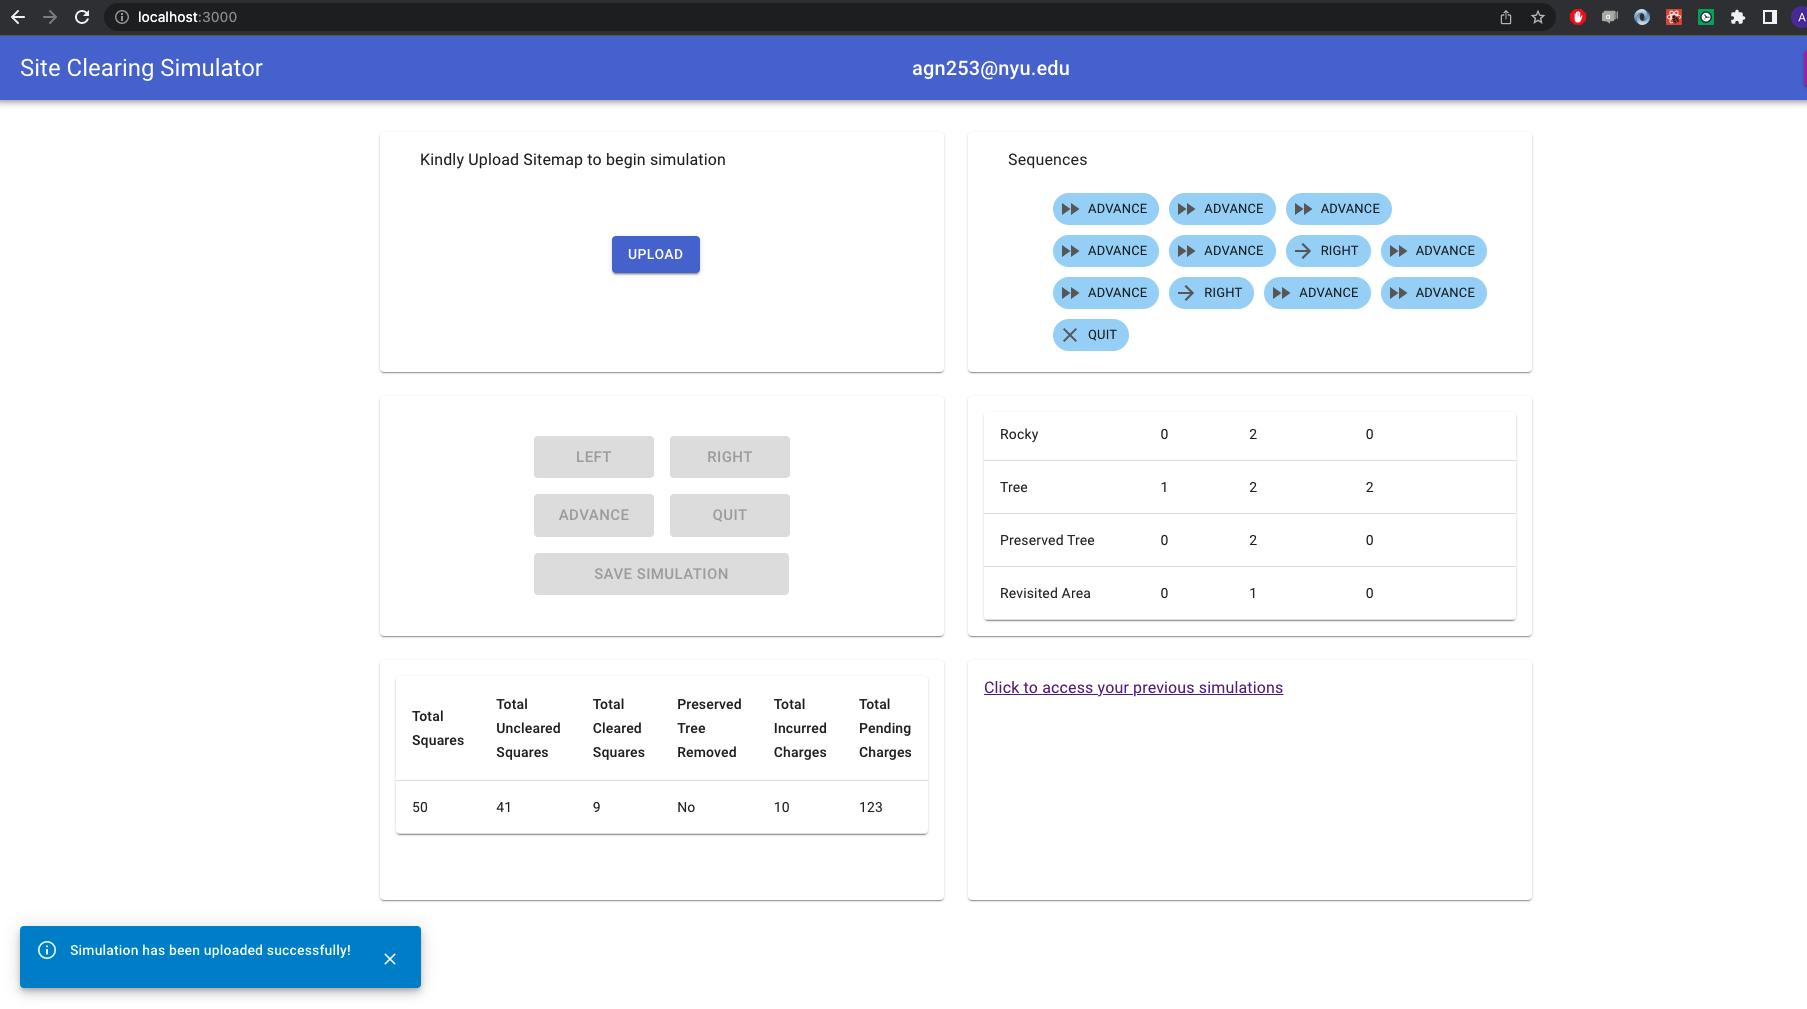 localhost:3000
A
Site Clearing Simulator
agn253@nyu.edu
Kindly Upload Sitemap to begin simulation
UPLOAD
Sequences
ADVANCE ADVANCE ADVANCE
ADVANCE ADVANCE RIGHT ADVANCE
ADVANCE RIGHT ADVANCE ADVANCE
QUIT
LEFT RIGHT
ADVANCE QUIT
SAVE SIMULATION
Rocky 0 2 0
Tree 1 2 2
Preserved Tree 0 2 0
Revisited Area 0 1 0
Total Squares
Total Uncleared Squares
Total Cleared Squares
Preserved Tree Removed
Total Incurred Charges
Total Pending Charges
50 41 9 No 10 123
Click to access your previous simulations
Simulation has been uploaded successfully!